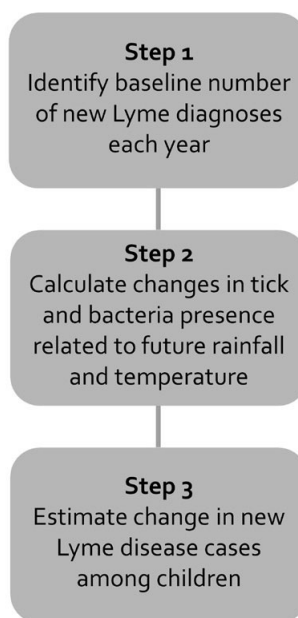 Step 1
Identify baseline number
of new Lyme diagnoses
each year
Step 2
Calculate changes in tick
and bacteria presence
related to future rainfall
and temperature
Step 3
Estimate change in new
Lyme disease cases
among children